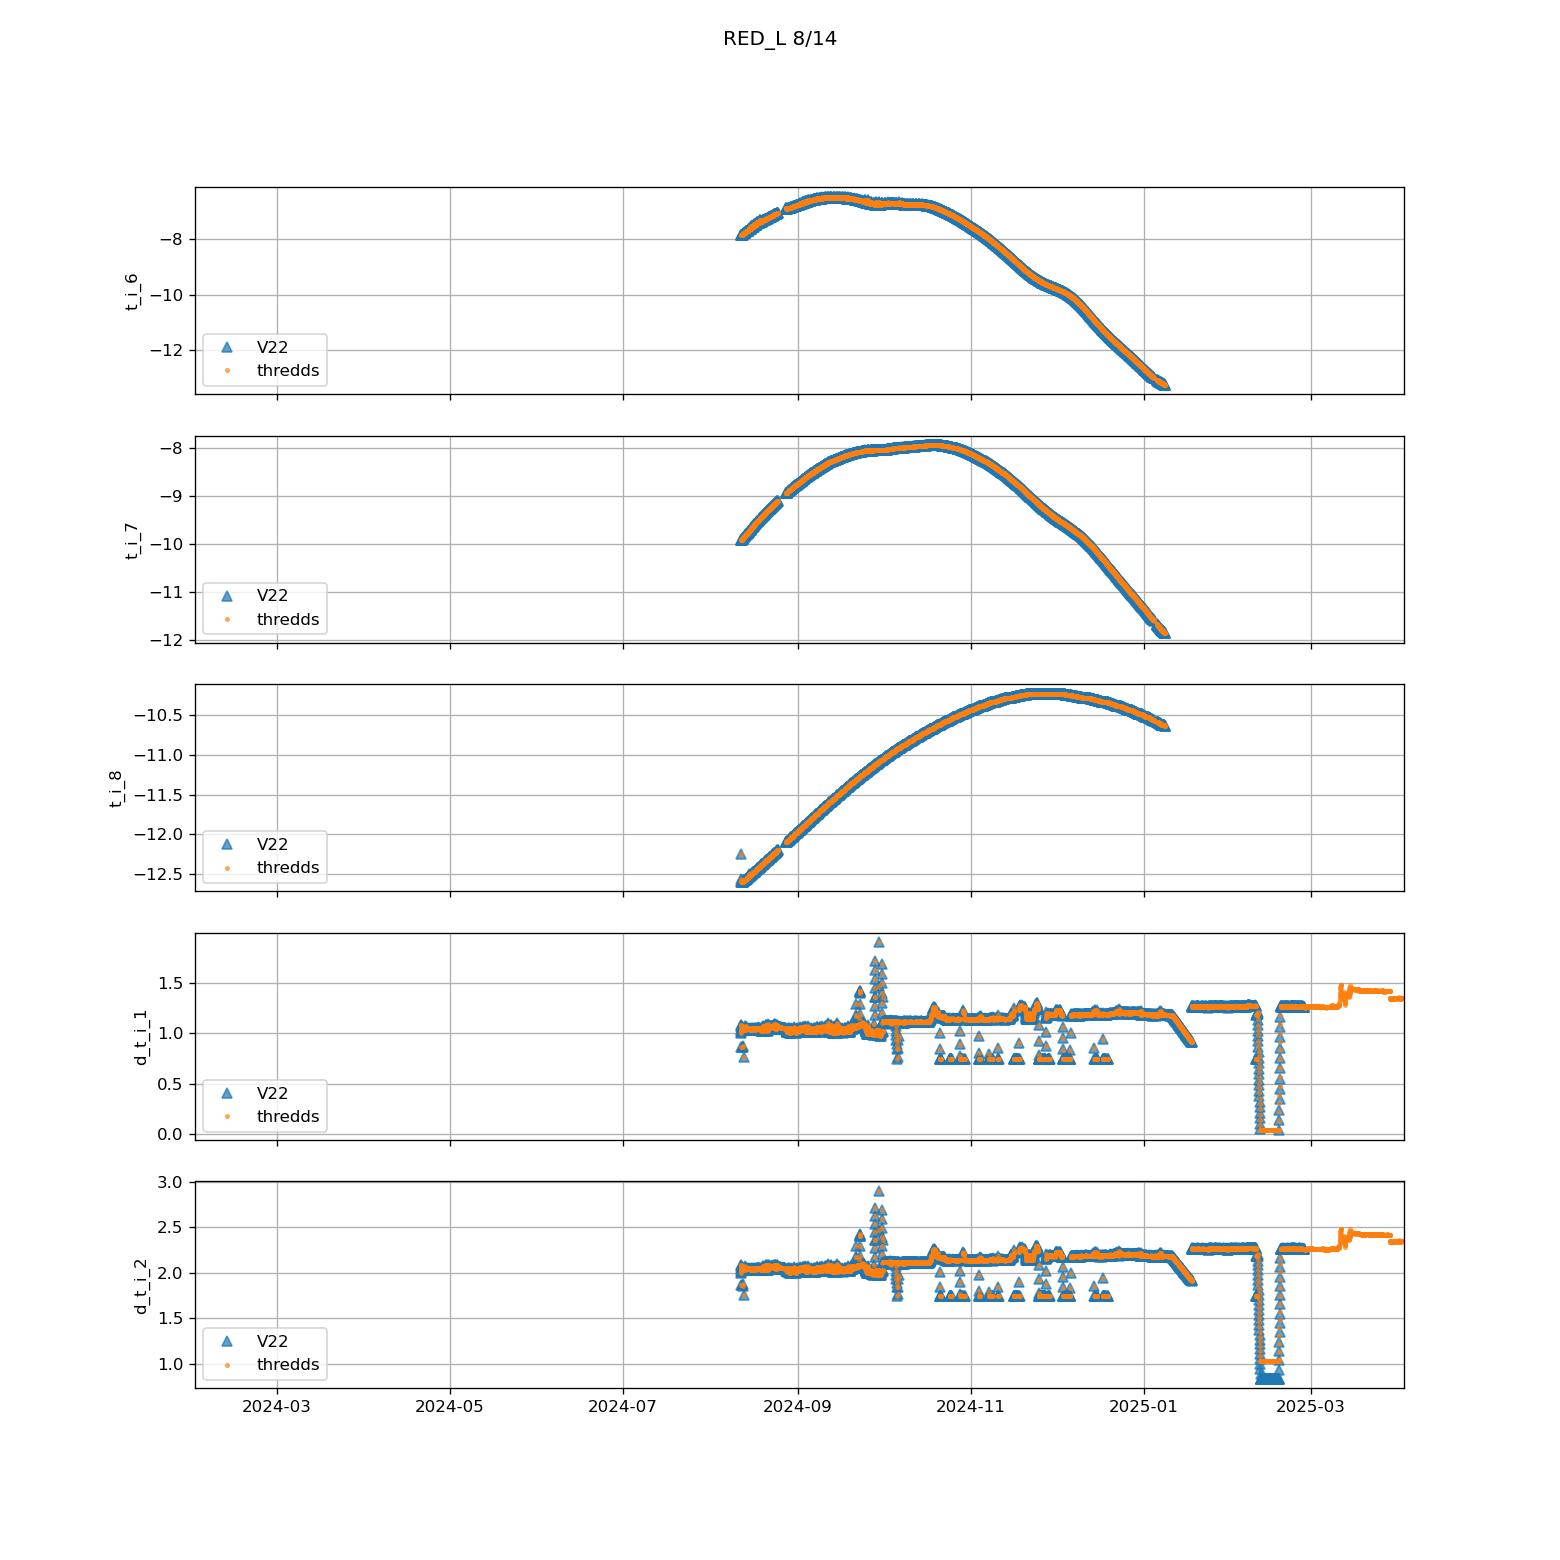 RED_L 8/14
−8
−10
−12
t_i_6
V22
thredds
−8
−9
−10
−11
−12
t_i_7
V22
thredds
−10.5
−11.0
−11.5
−12.0
−12.5
t_i_8
V22
thredds
1.5
1.0
0.5
0.0
d_t_i_1
V22
thredds
3.0
2.5
2.0
1.5
1.0
d_t_i_2
V22
thredds
2024-03
2024-05
2024-07
2024-09
2024-11
2025-01
2025-03